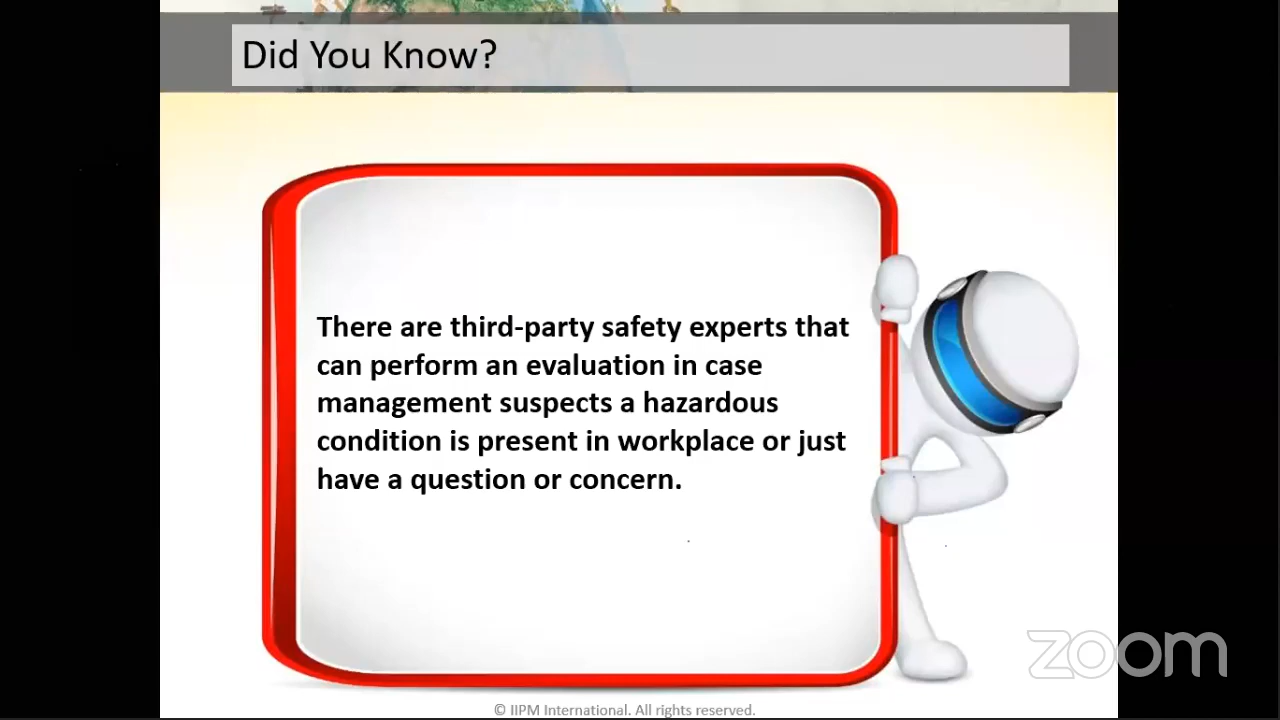 Did You Know?
There are third-party safety experts that
can perform an evaluation in case
management suspects a hazardous
condition is present in workplace or just
have a question or concern.
zoom
© IIPM International. All rights reserved.